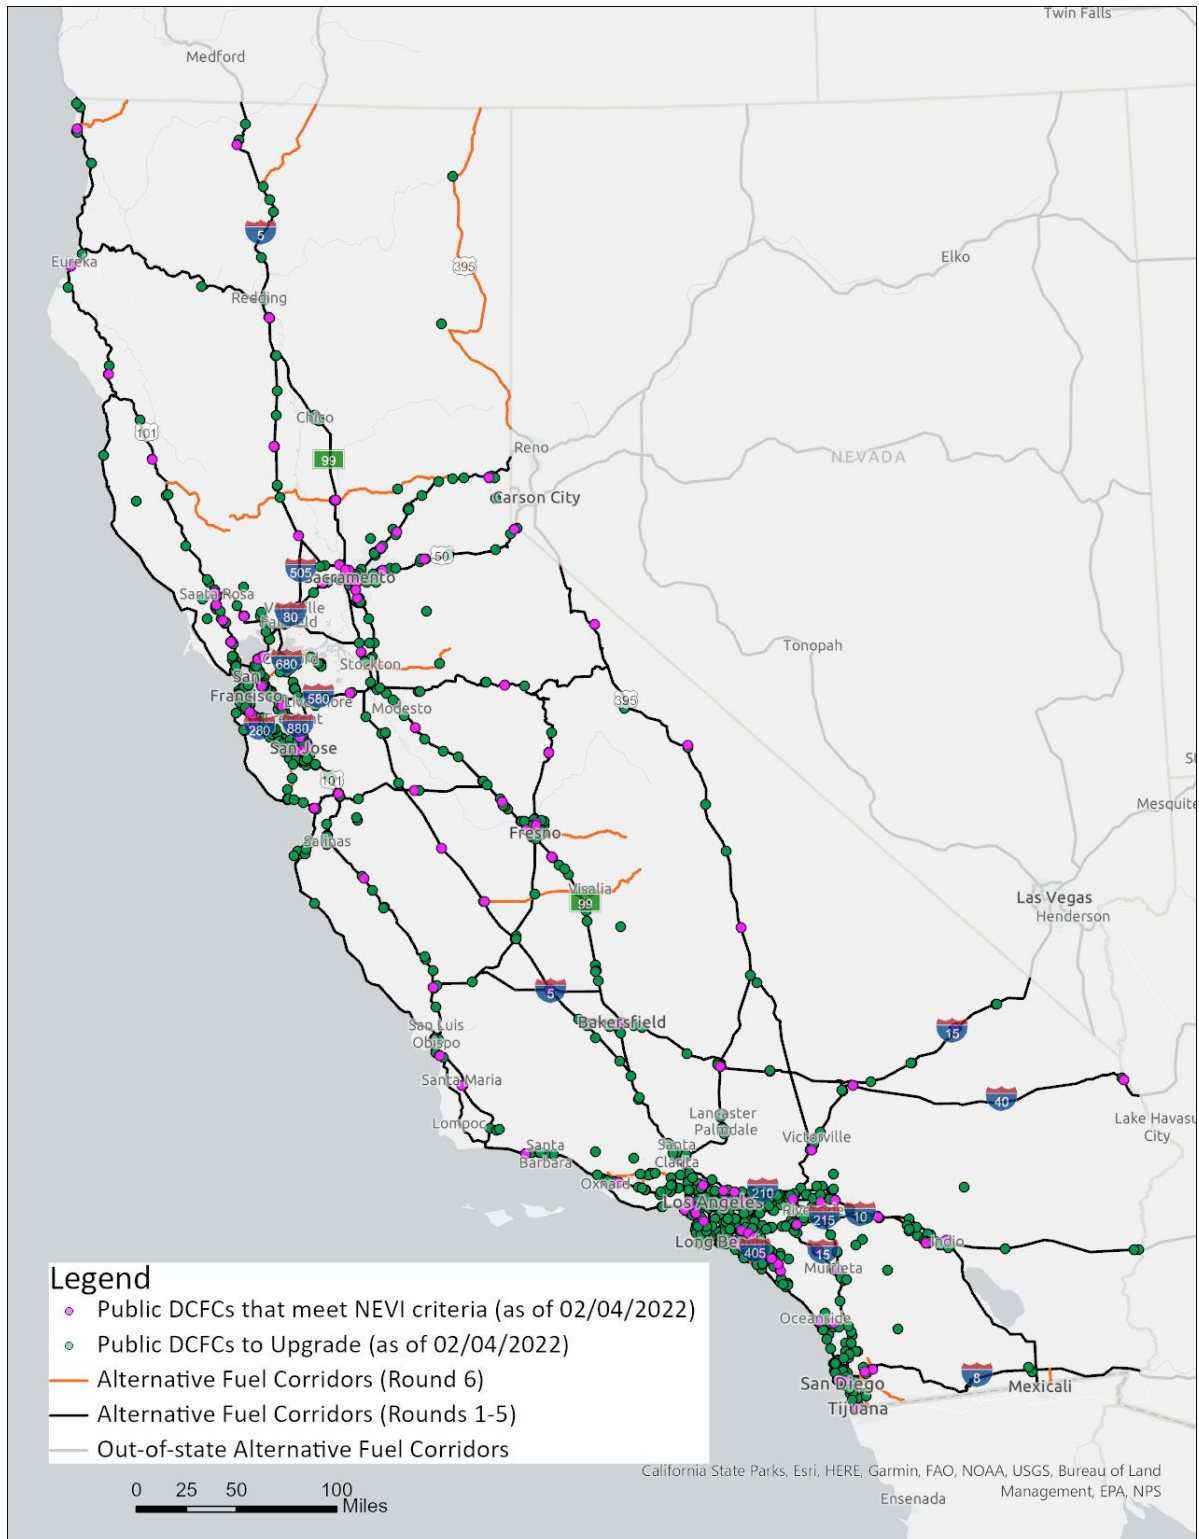 Twin Falls
Medford
5
395
Elko
Eureka
Redding
Chico
101
99
Reno
NEVADA
Carson City
50
505
Sacramento
Santa Rosa
80
680
Stockton
Tonopah
San
Francisco
580
Livermore
Modesto
395
280
880
San Jose
101
Mesquite
Fresno
Salinas
Visalia
99
Las Vegas
Henderson
5
Bakersfield
15
San Luis
Obispo
Santa Maria
40
Lompoc
Lancaster
Palmdale
Victorville
Lake Havasu
City
Santa
Barbara
Santa
Clarita
Oxnard
210
Los Angeles
215
10
Long Be
405
15
Indio
Murrieta
Oceanside
8
San Diego
Mexicali
Tijuana
Legend
Public DCFCs that meet NEVI criteria (as of 02/04/2022)
Public DCFCs to Upgrade (as of 02/04/2022)
Alternative Fuel Corridors (Round 6)
Alternative Fuel Corridors (Rounds 1-5)
Out-of-state Alternative Fuel Corridors
California State Parks, Esri, HERE, Garmin, FAO, NOAA, USGS, Bureau of Land
Management, EPA, NPS
0 25 50 100
Miles
Ensenada